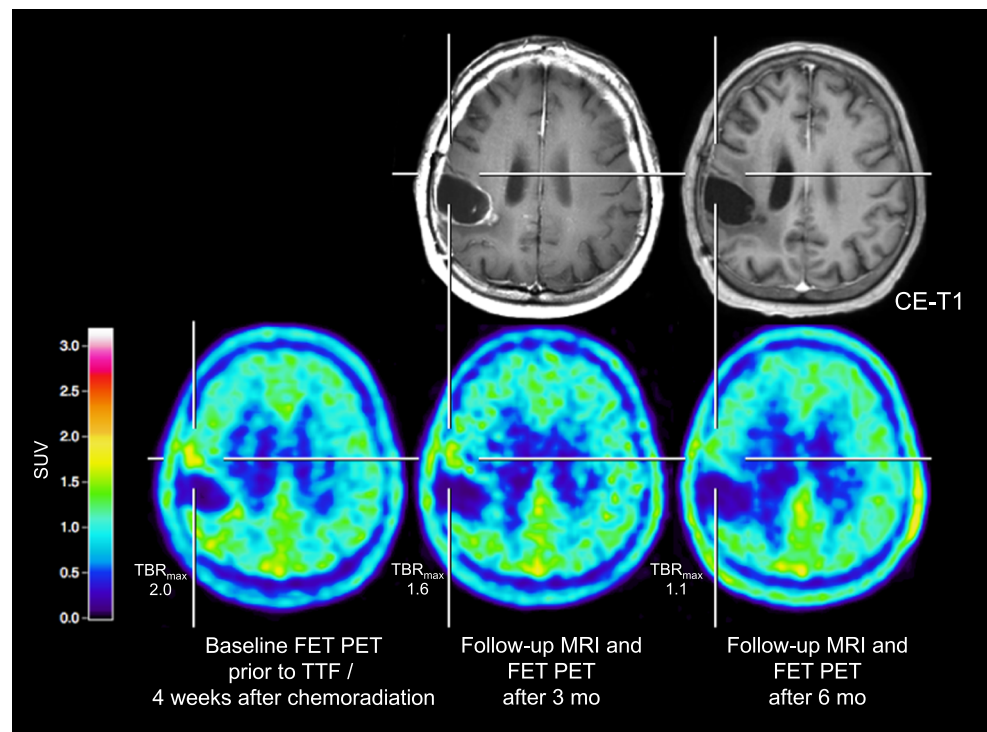 CE-T1
SUV
3.0
2.5
2.0
1.5
1.0
0.5
0.0
TBRmax
2.0
TBRmax
1.6
TBRmax
1.1
Baseline FET PET
prior to TTF /
4 weeks after chemoradiation
Follow-up MRI and
FET PET
after 3 mo
Follow-up MRI and
FET PET
after 6 mo